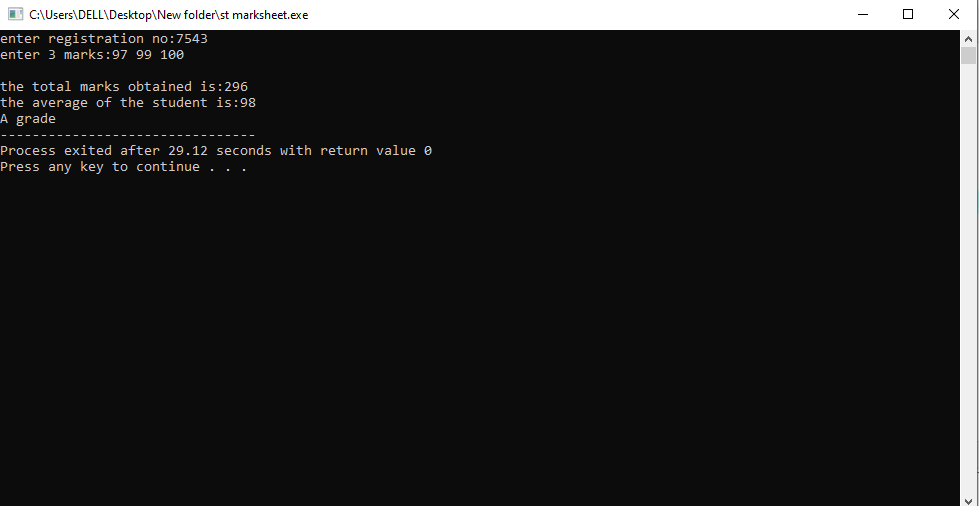 C:\Users\DELL\Desktop\New folder\st marksheet.exe
enter registration no:7543
enter 3 marks:97 99 100
the total marks obtained is:296
the average of the student is:98
A grade
--------------------------------
Process exited after 29.12 seconds with return value 0
Press any key to continue . . .